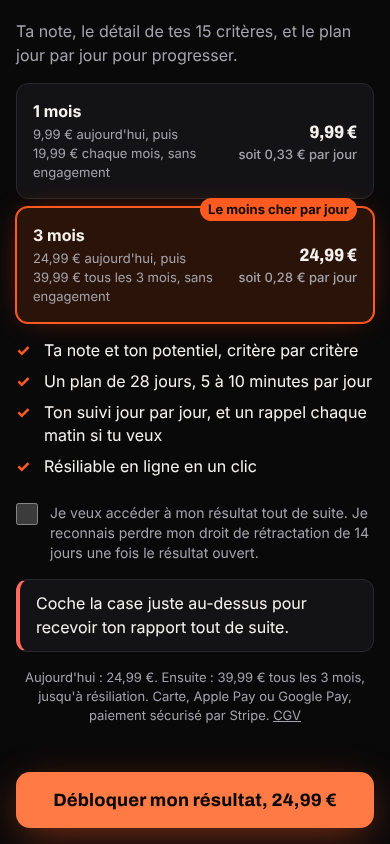 Ta note, le détail de tes 15 critères, et le plan
jour par jour pour progresser.
1 mois
9,99 € aujourd'hui, puis
19,99 € chaque mois, sans
engagement
9,99 €
soit 0,33 € par jour
Le moins cher par jour
3 mois
24,99 € aujourd'hui, puis
39,99 € tous les 3 mois, sans
engagement
24,99 €
soit 0,28 € par jour
Ta note et ton potentiel, critère par critère
Un plan de 28 jours, 5 à 10 minutes par jour
Ton suivi jour par jour, et un rappel chaque
matin si tu veux
Résiliable en ligne en un clic
Je veux accéder à mon résultat tout de suite. Je
reconnais perdre mon droit de rétractation de 14
jours une fois le résultat ouvert.
Coche la case juste au-dessus pour
recevoir ton rapport tout de suite.
Aujourd'hui : 24,99 €. Ensuite : 39,99 € tous les 3 mois,
jusqu'à résiliation. Carte, Apple Pay ou Google Pay,
paiement sécurisé par Stripe. CGV
Débloquer mon résultat, 24,99 €